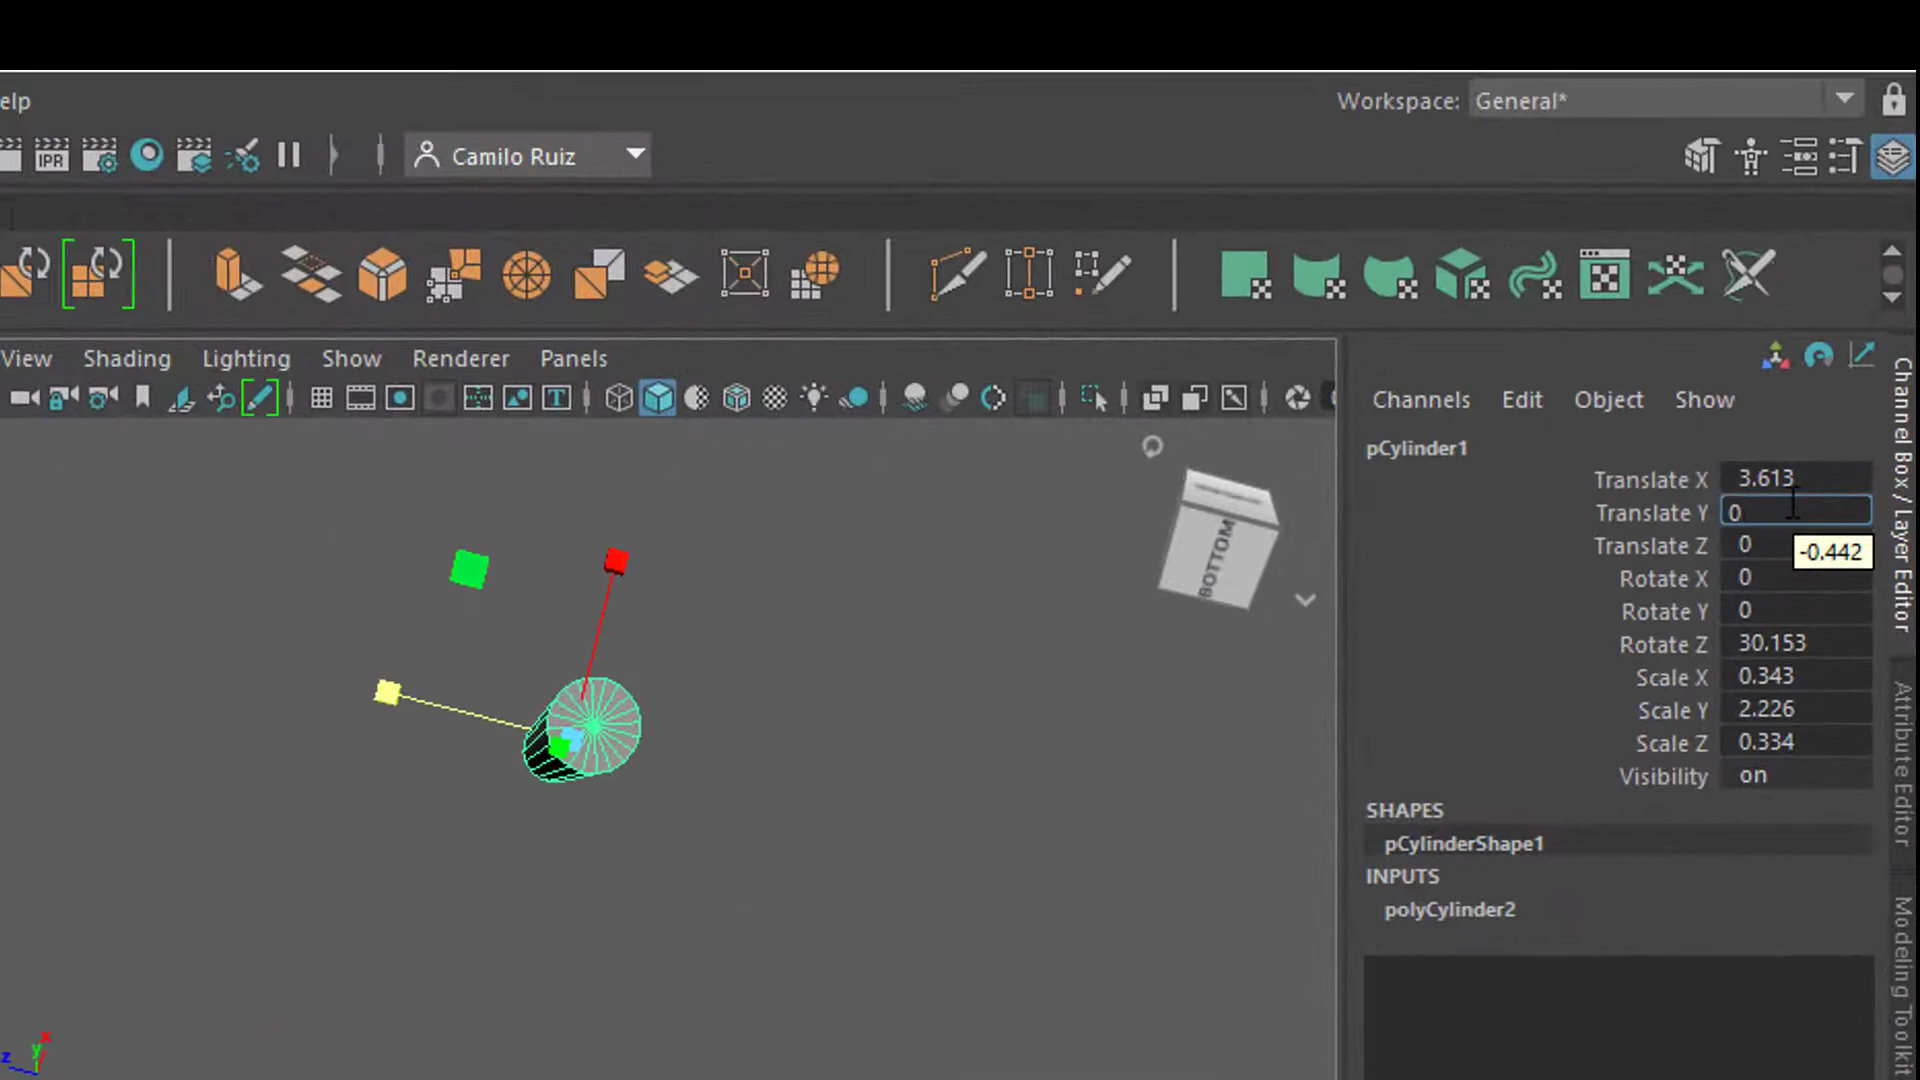 elp
Workspace: General*
IPR
Camilo Ruiz
View Shading Lighting Show Renderer Panels
T
Channels Edit Object Show
pCylinder1
Translate X 3.613
Translate Y 0
Translate Z 0
-0.442
Rotate X 0
Rotate Y 0
Rotate Z 30.153
Scale X 0.343
Scale Y 2.226
Scale Z 0.334
Visibility on
SHAPES
pCylinderShape1
INPUTS
polyCylinder2
BOTTOM
Channel Box / Layer Editor
Attribute Editor
Modeling Toolkit
x
y
z